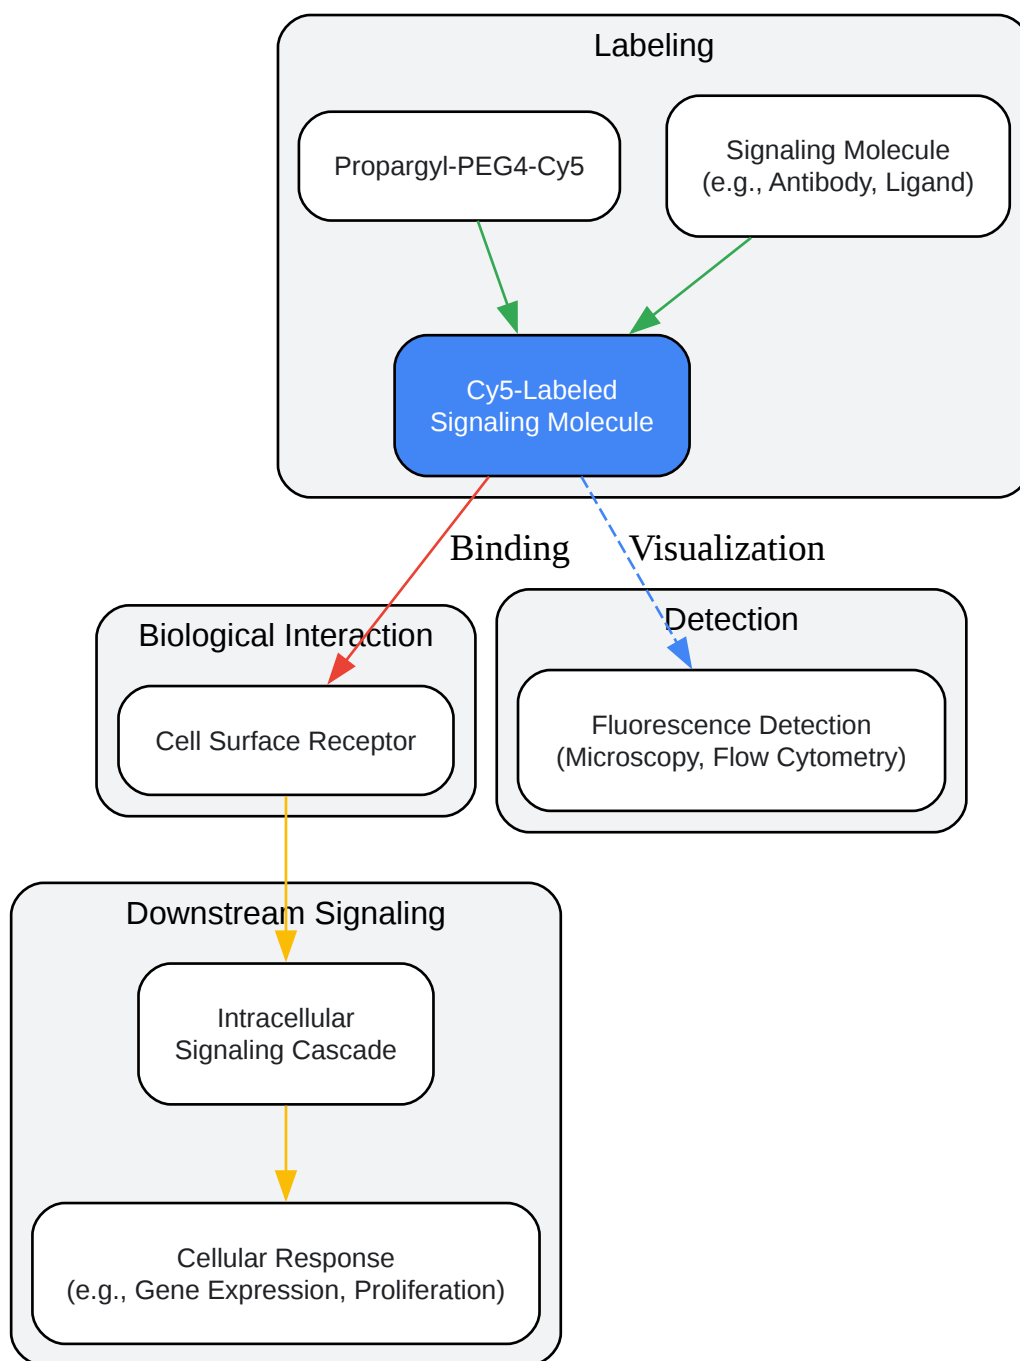 Labeling
Propargyl-PEG4-Cy5
Signaling Molecule
(e.g., Antibody, Ligand)
Cy5-Labeled
Signaling Molecule
Binding
Visualization
Biological Interaction
Cell Surface Receptor
Detection
Fluorescence Detection
(Microscopy, Flow Cytometry)
Downstream Signaling
Intracellular
Signaling Cascade
Cellular Response
(e.g., Gene Expression, Proliferation)